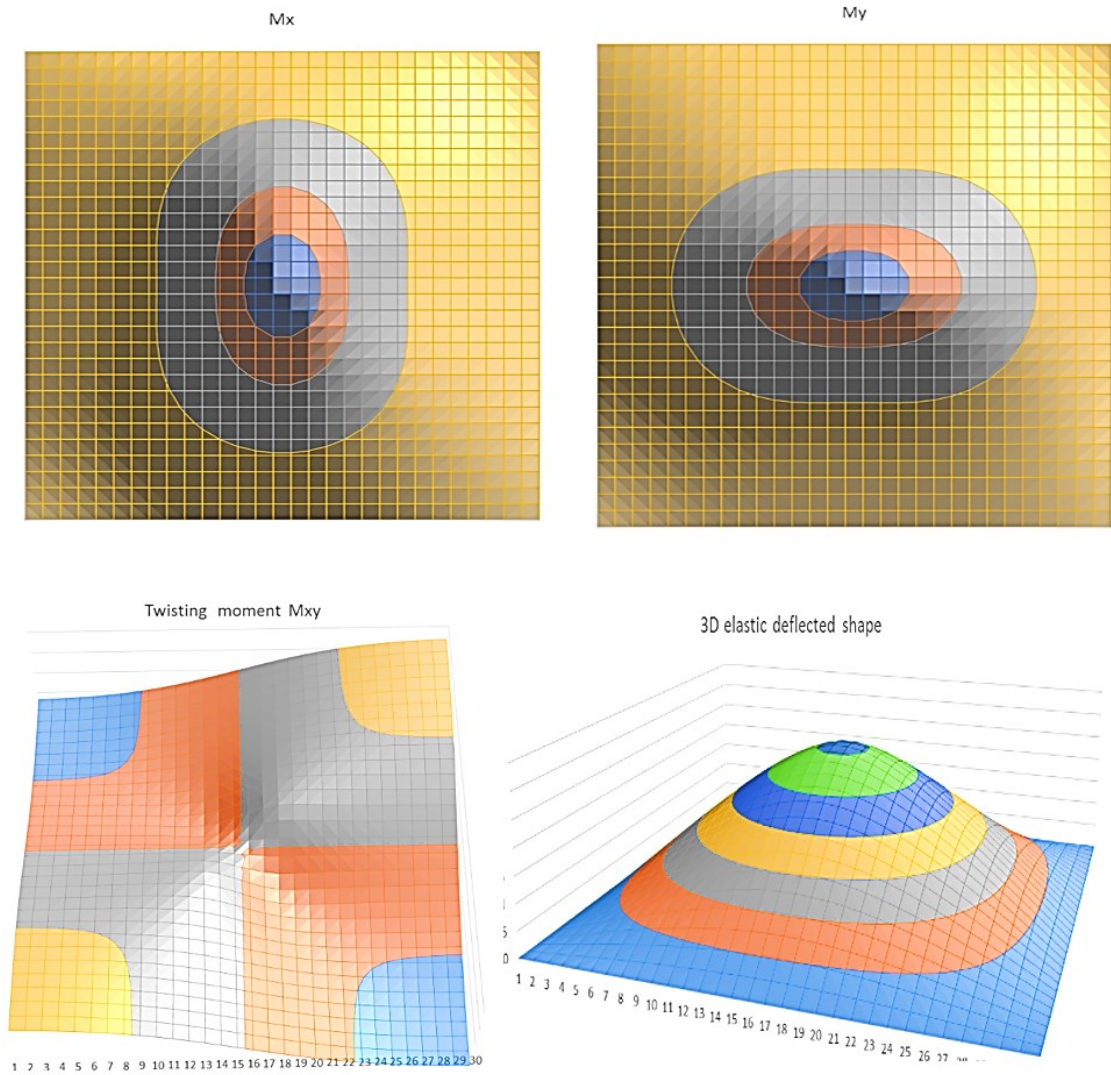 Mx
My
Twisting moment Mxy
3D elastic deflected shape
5
0
1 2 3 4 5 6 7 8 9 10 11 12 13 14 15 16 17 18 19 20 21 22 23 24 25 26 27 28 29 30
1 2 3 4 5 6 7 8 9 10 11 12 13 14 15 16 17 18 19 20 21 22 23 24 25 26